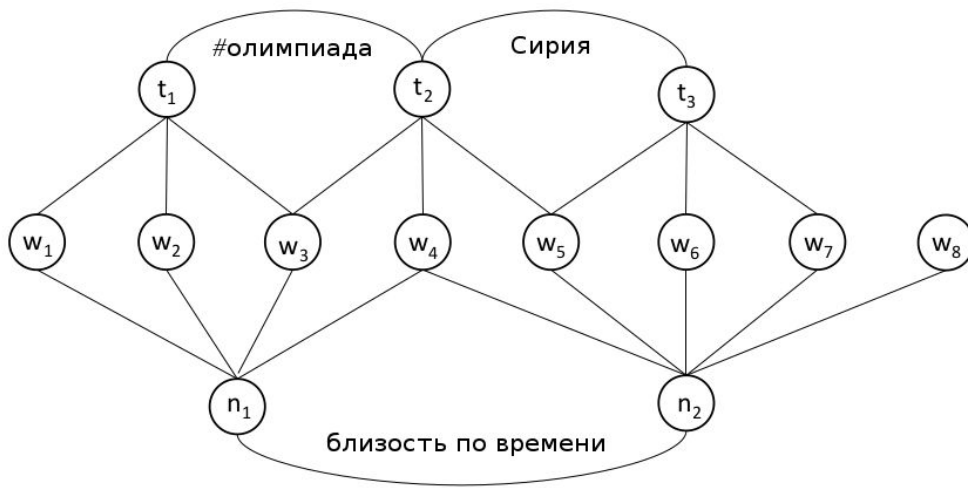 #олимпиада Сирия
t1 t2 t3
w1 w2 w3 w4 w5 w6 w7 w8
n1 n2
близость по времени